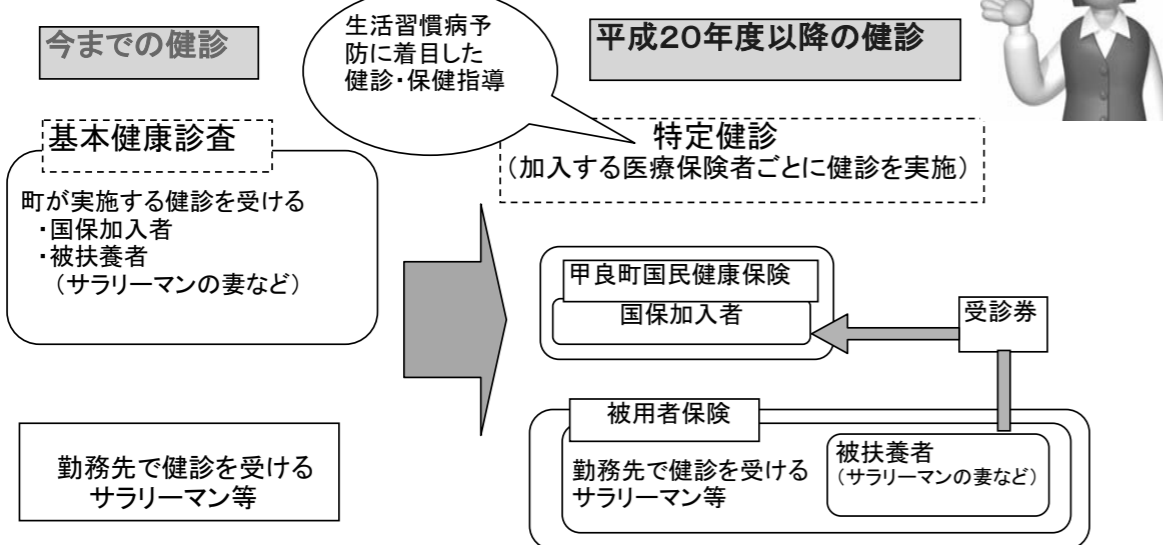 今までの健診
生活習慣病予
防に着目した
健診・保健指導
平成20年度以降の健診
基本健康診査
町が実施する健診を受ける
・国保加入者
・被扶養者
（サラリーマンの妻など）
特定健診
（加入する医療保険者ごとに健診を実施）
甲良町国民健康保険
国保加入者
受診券
勤務先で健診を受ける
サラリーマン等
被用者保険
勤務先で健診を受ける
サラリーマン等
被扶養者
（サラリーマンの妻など）